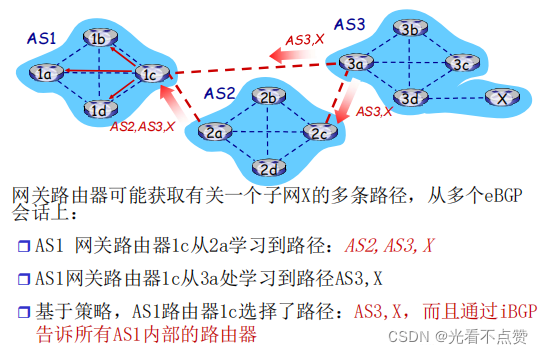 AS1
1b
1a
1c
1d
AS2,AS3,X
AS2
2b
2a
2c
2d
AS3,X
AS3
3b
3a
3c
3d
X
AS3,X
网关路由器可能获取有关一个子网X的多条路径，从多个eBGP
会话上：
AS1 网关路由器1c从2a学习到路径：AS2,AS3,X
AS1网关路由器1c从3a处学习到路径AS3,X
基于策略，AS1路由器1c选择了路径：AS3,X，而且通过iBGP
告诉所有AS1内部的路由器
CSDN @光看不点赞